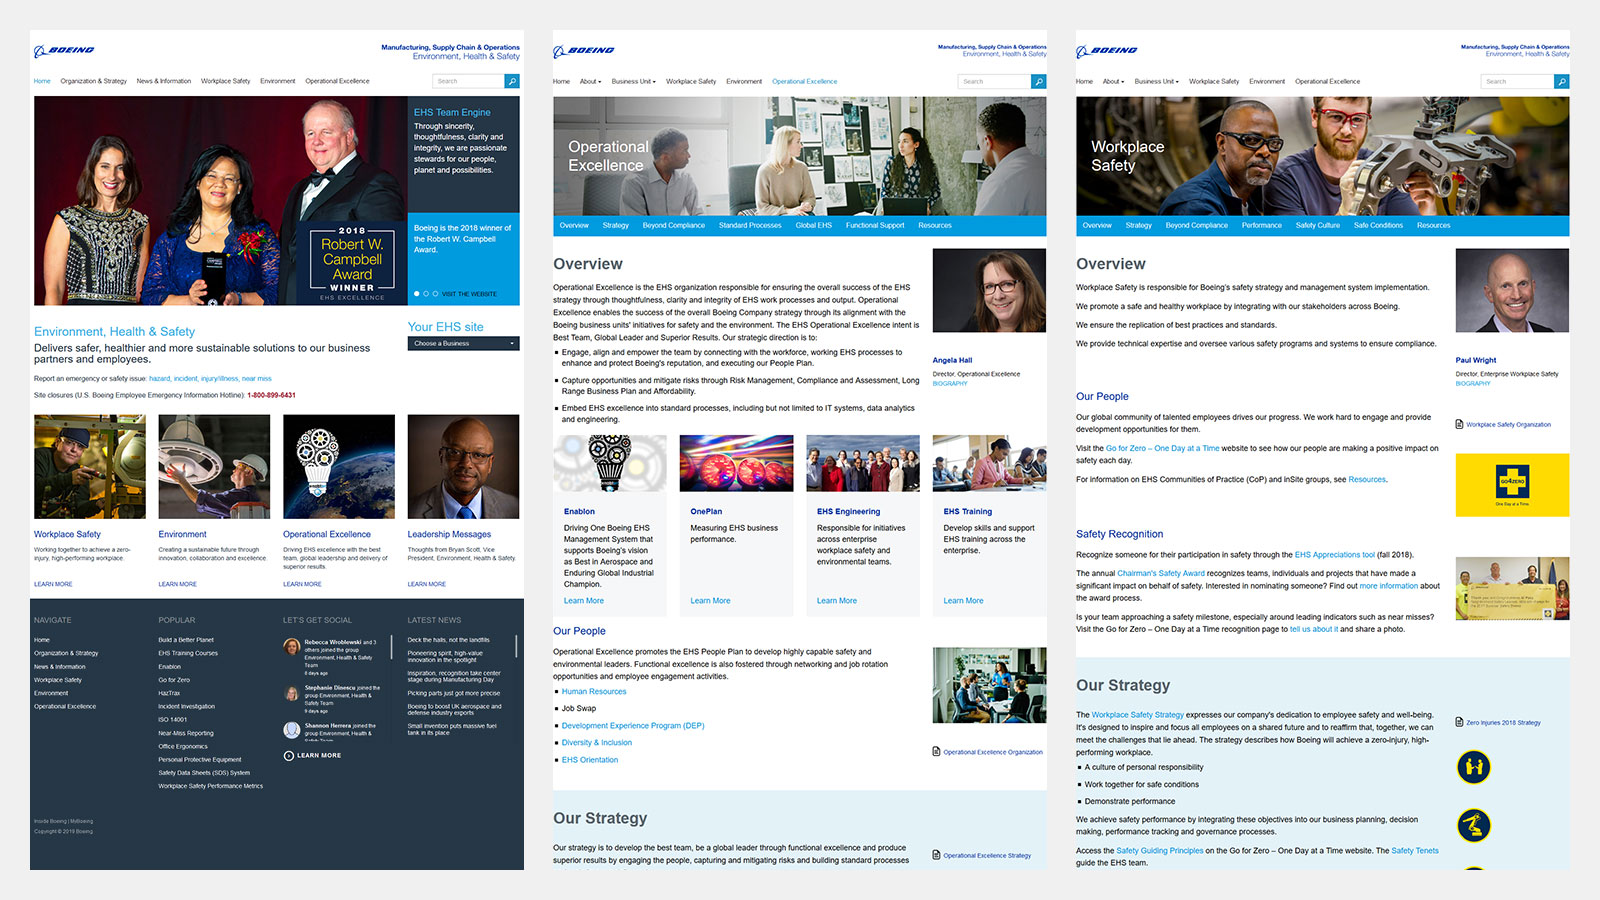 BOEING
Manufacturing, Supply Chain & Operations
Environment, Health & Safety
Home Organization & Strategy News & Information Workplace Safety Environment Operational Excellence
Search
EHS Team Engine
Through sincerity,
thoughtfulness, clarity and
integrity, we are passionate
stewards for our people,
planet and possibilities.
2018
Robert W.
Campbell
Award
WINNER
EHS EXCELLENCE
Boeing is the 2018 winner of
the Robert W. Campbell
Award.
VISIT THE WEBSITE
Environment, Health & Safety
Delivers safer, healthier and more sustainable solutions to our business
partners and employees.
Report an emergency or safety issue: hazard, incident, injury/illness, near miss
Site closures (U.S. Boeing Employee Emergency Information Hotline): 1-800-899-6431
Your EHS site
Choose a Business
Workplace Safety
Working together to achieve a zero-
injury, high-performing workplace.
LEARN MORE
Environment
Creating a sustainable future through
innovation, collaboration and excellence.
LEARN MORE
Operational Excellence
Driving EHS excellence with the best
team, global leadership and delivery of
superior results.
LEARN MORE
Leadership Messages
Thoughts from Bryan Scott, Vice
President, Environment, Health & Safety.
LEARN MORE
NAVIGATE
Home
Organization & Strategy
News & Information
Workplace Safety
Environment
Operational Excellence
POPULAR
Build a Better Planet
EHS Training Courses
Enablon
Go for Zero
HazTrax
Incident Investigation
ISO 14001
Near-Miss Reporting
Office Ergonomics
Personal Protective Equipment
Safety Data Sheets (SDS) System
Workplace Safety Performance Metrics
LET'S GET SOCIAL
Rebecca Wroblewski and 3
others joined the group
Environment, Health & Safety
Team
8 days ago
Stephanie Dinescu joined the
group Environment, Health &
Safety Team
9 days ago
Shannon Herrera joined the
group Environment, Health &
Safety Team
LEARN MORE
LATEST NEWS
Deck the halls, not the landfills
Pioneering spirit, high-value
innovation in the spotlight
Inspiration, recognition take center
stage during Manufacturing Day
Picking parts just got more precise
Boeing to boost UK aerospace and
defense industry exports
Small invention puts massive fuel
tank in its place
Inside Boeing | MyBoeing
Copyright © 2019 Boeing
BOEING
Manufacturing, Supply Chain & Operations
Environment, Health & Safety
Home About Business Unit Workplace Safety Environment Operational Excellence
Search
Operational
Excellence
Overview Strategy Beyond Compliance Standard Processes Global EHS Functional Support Resources
Overview
Operational Excellence is the EHS organization responsible for ensuring the overall success of the EHS
strategy through thoughtfulness, clarity and integrity of EHS work processes and output. Operational
Excellence enables the success of the overall Boeing Company strategy through its alignment with the
Boeing business units' initiatives for safety and the environment. The EHS Operational Excellence intent is
Best Team, Global Leader and Superior Results. Our strategic direction is to:
Engage, align and empower the team by connecting with the workforce, working EHS processes to
enhance and protect Boeing's reputation, and executing our People Plan.
Capture opportunities and mitigate risks through Risk Management, Compliance and Assessment, Long
Range Business Plan and Affordability.
Embed EHS excellence into standard processes, including but not limited to IT systems, data analytics
and engineering.
Angela Hall
Director, Operational Excellence
BIOGRAPHY
Enablon
Driving One Boeing EHS
Management System that
supports Boeing's vision
as Best in Aerospace and
Enduring Global Industrial
Champion.
Learn More
OnePlan
Measuring EHS business
performance.
Learn More
EHS Engineering
Responsible for initiatives
across enterprise
workplace safety and
environmental teams.
Learn More
EHS Training
Develop skills and support
EHS training across the
enterprise.
Learn More
Our People
Operational Excellence promotes the EHS People Plan to develop highly capable safety and
environmental leaders. Functional excellence is also fostered through networking and job rotation
opportunities and employee engagement activities.
Human Resources
Job Swap
Development Experience Program (DEP)
Diversity & Inclusion
EHS Orientation
Operational Excellence Organization
Our Strategy
Our strategy is to develop the best team, be a global leader through functional excellence and produce
superior results by engaging the people, capturing and mitigating risks and building standard processes
Operational Excellence Strategy
BOEING
Manufacturing, Supply Chain & Operations
Environment, Health & Safety
Home About Business Unit Workplace Safety Environment Operational Excellence
Search
Workplace
Safety
Overview Strategy Beyond Compliance Performance Safety Culture Safe Conditions Resources
Overview
Workplace Safety is responsible for Boeing's safety strategy and management system implementation.
We promote a safe and healthy workplace by integrating with our stakeholders across Boeing.
We ensure the replication of best practices and standards.
We provide technical expertise and oversee various safety programs and systems to ensure compliance.
Paul Wright
Director, Enterprise Workplace Safety
BIOGRAPHY
Our People
Our global community of talented employees drives our progress. We work hard to engage and provide
development opportunities for them.
Visit the Go for Zero – One Day at a Time website to see how our people are making a positive impact on
safety each day.
For information on EHS Communities of Practice (CoP) and inSite groups, see Resources.
Workplace Safety Organization
GO4ZERO
One Day at a Time
Safety Recognition
Recognize someone for their participation in safety through the EHS Appreciations tool (fall 2018).
The annual Chairman's Safety Award recognizes teams, individuals and projects that have made a
significant impact on behalf of safety. Interested in nominating someone? Find out more information about
the award process.
Is your team approaching a safety milestone, especially around leading indicators such as near misses?
Visit the Go for Zero – One Day at a Time recognition page to tell us about it and share a photo.
Our Strategy
The Workplace Safety Strategy expresses our company's dedication to employee safety and well-being.
It's designed to inspire and focus all employees on a shared future and to reaffirm that, together, we can
meet the challenges that lie ahead. The strategy describes how Boeing will achieve a zero-injury, high-
performing workplace.
A culture of personal responsibility
Work together for safe conditions
Demonstrate performance
We achieve safety performance by integrating these objectives into our business planning, decision
making, performance tracking and governance processes.
Access the Safety Guiding Principles on the Go for Zero – One Day at a Time website. The Safety Tenets
guide the EHS team.
Zero Injuries 2018 Strategy